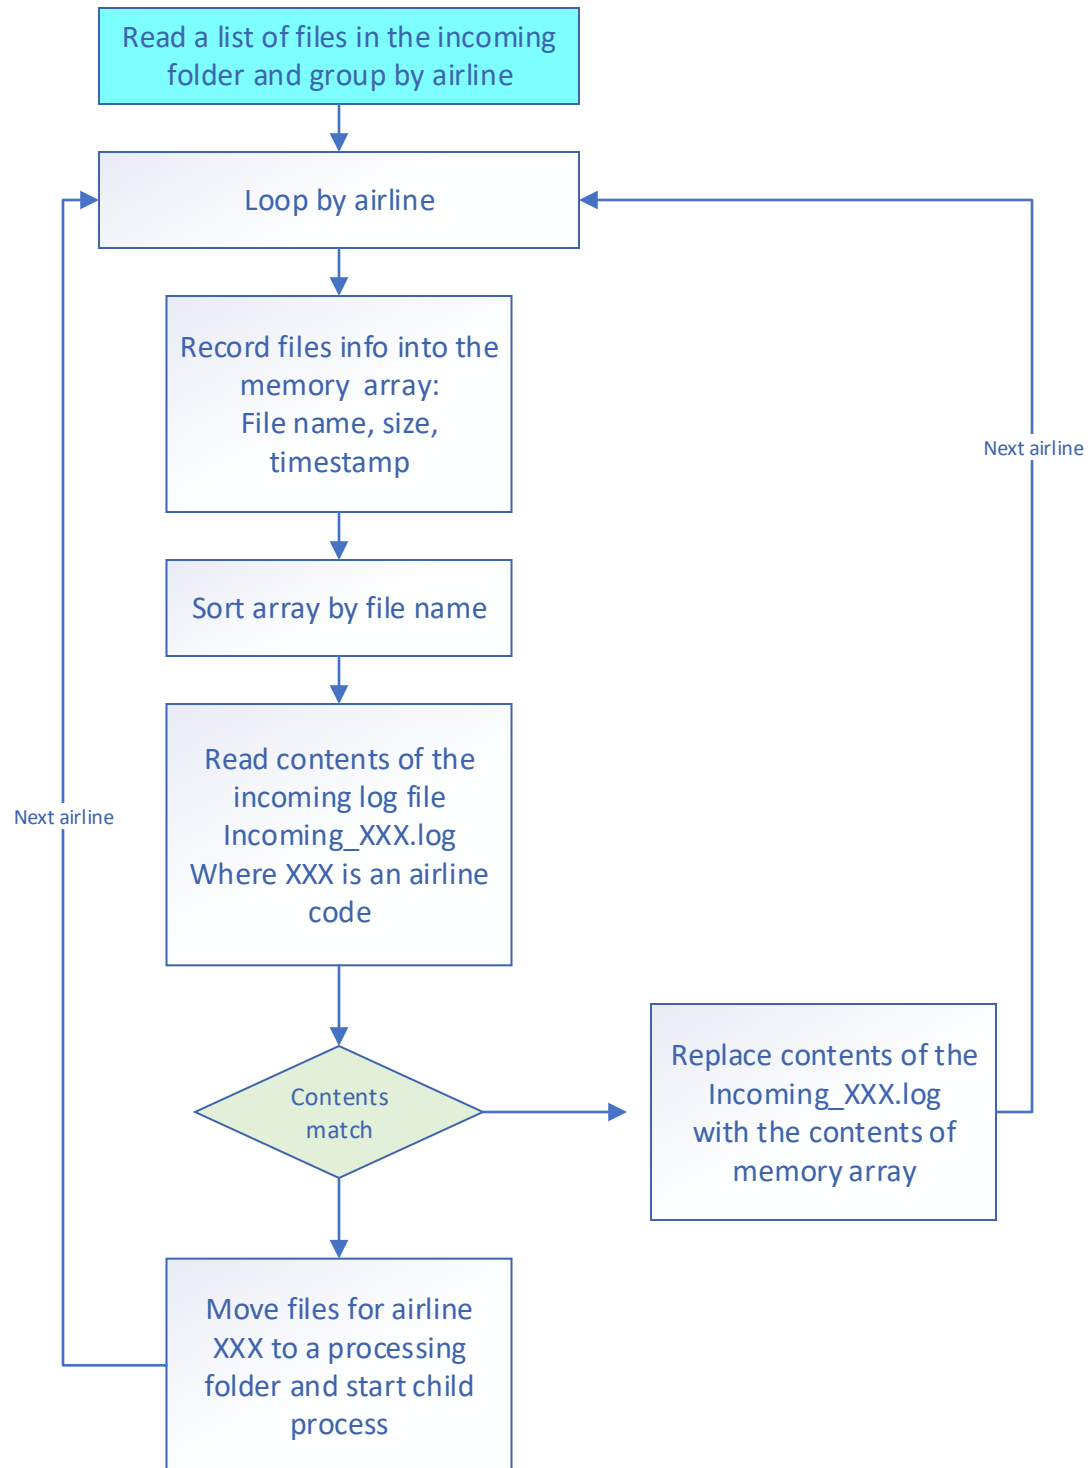 Read a list of files in the incoming
folder and group by airline
Loop by airline
Record files info into the
memory array:
File name, size,
timestamp
Next airline
Sort array by file name
Read contents of the
incoming log file
Incoming_XXX.log
Where XXX is an airline
code
Next airline
Contents
match
Replace contents of the
Incoming_XXX.log
with the contents of
memory array
Move files for airline
XXX to a processing
folder and start child
process